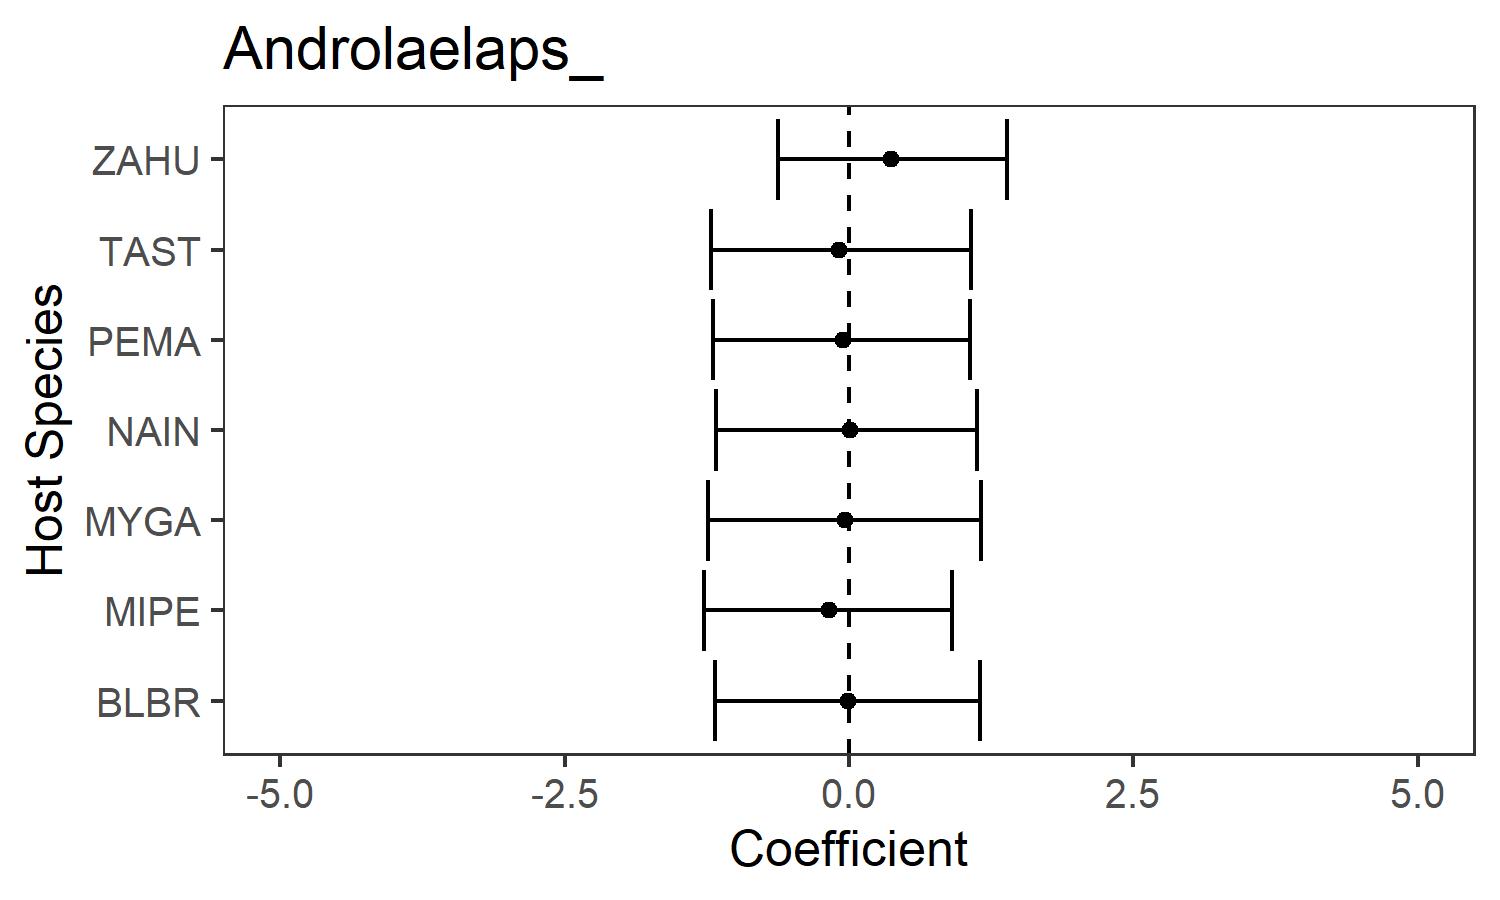 Androlaelaps_
ZAHU
TAST
PEMA
NAIN
MYGA
MIPE
BLBR
Host Species
-5.0 -2.5 0.0 2.5 5.0
Coefficient